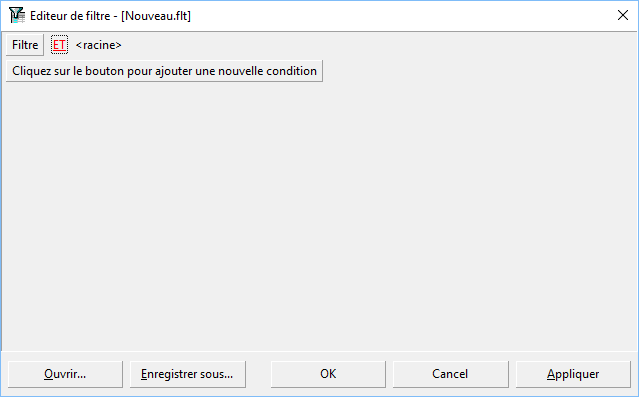 Editeur de filtre - [Nouveau.flt]
Filtre ET <racine>
Cliquez sur le bouton pour ajouter une nouvelle condition
Ouvrir... Enregistrer sous... OK Cancel Appliquer